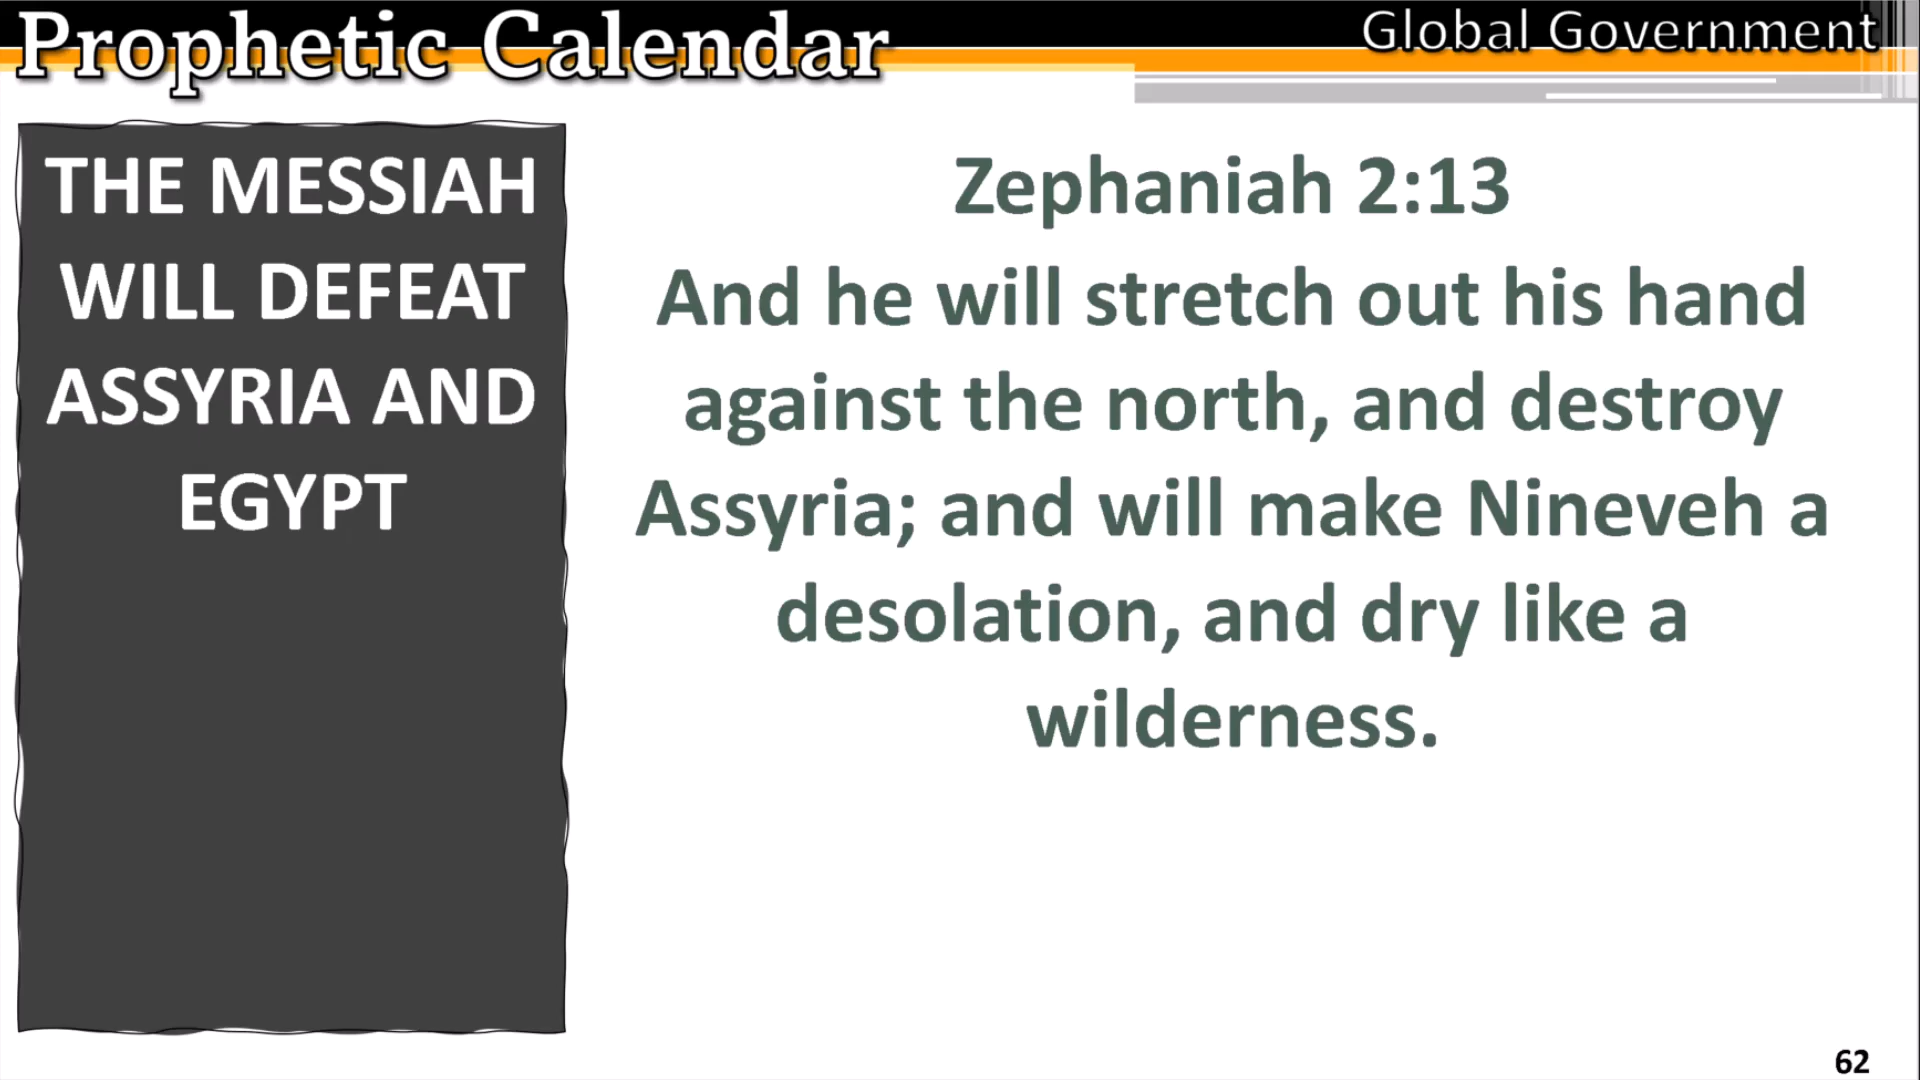 Prophetic Calendar
Global Government
THE MESSIAH
WILL DEFEAT
ASSYRIA AND
EGYPT
Zephaniah 2:13
And he will stretch out his hand
against the north, and destroy
Assyria; and will make Nineveh a
desolation, and dry like a
wilderness.
62